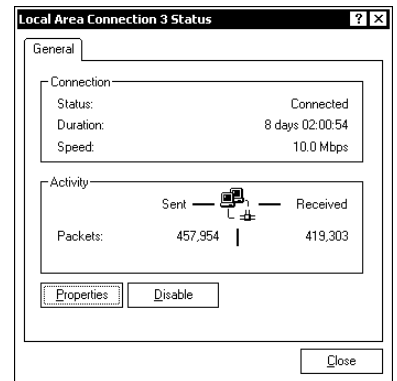 Local Area Connection 3 Status ? X
General
Connection
Status: Connected
Duration: 8 days 02:00:54
Speed: 10.0 Mbps
Activity
Sent Received
Packets: 457,954 419,303
Properties Disable
Close